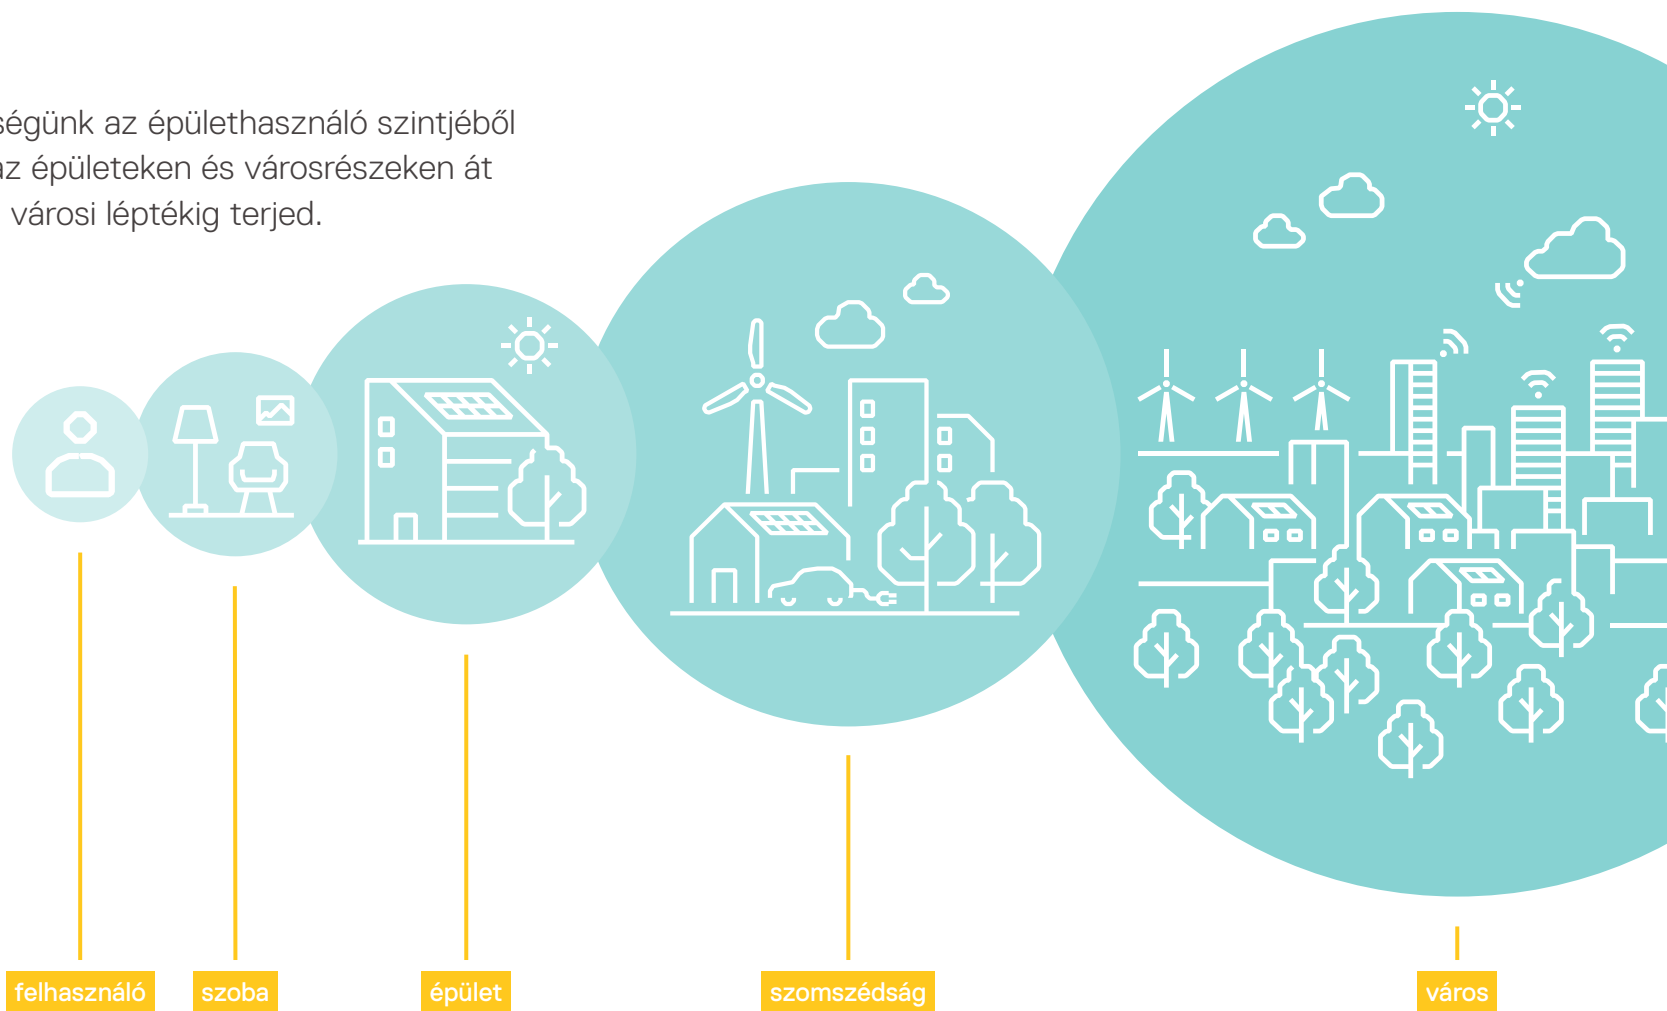 ségünk az épülethasználó szintjéből
az épületeken és városrészeken át
városi léptékig terjed.
felhasználó
szoba
épület
szomszédság
város